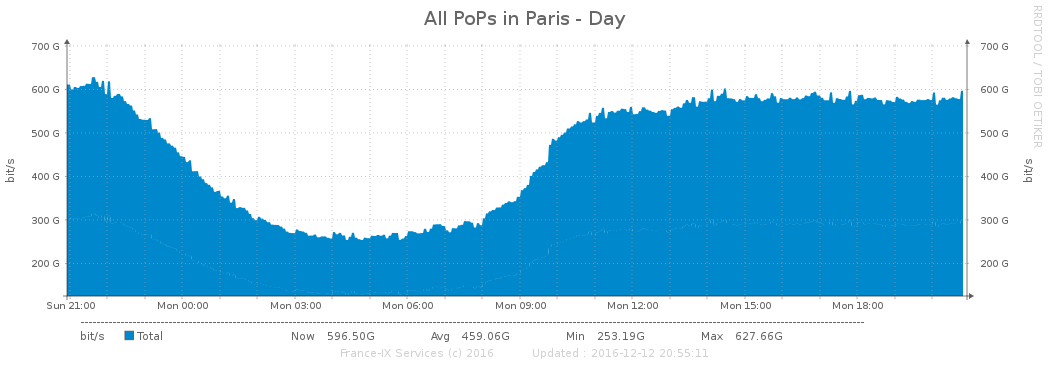 All PoPs in Paris - Day
RRDTOOL / TOBI OETIKER
700 G 700 G
600 G 600 G
500 G 500 G
400 G 400 G
300 G 300 G
200 G 200 G
bit/s bit/s
Sun 21:00 Mon 00:00 Mon 03:00 Mon 06:00 Mon 09:00 Mon 12:00 Mon 15:00 Mon 18:00
bit/s Total Now 596.50G Avg 459.06G Min 253.19G Max 627.66G
France-IX Services (c) 2016 Updated : 2016-12-12 20:55:11